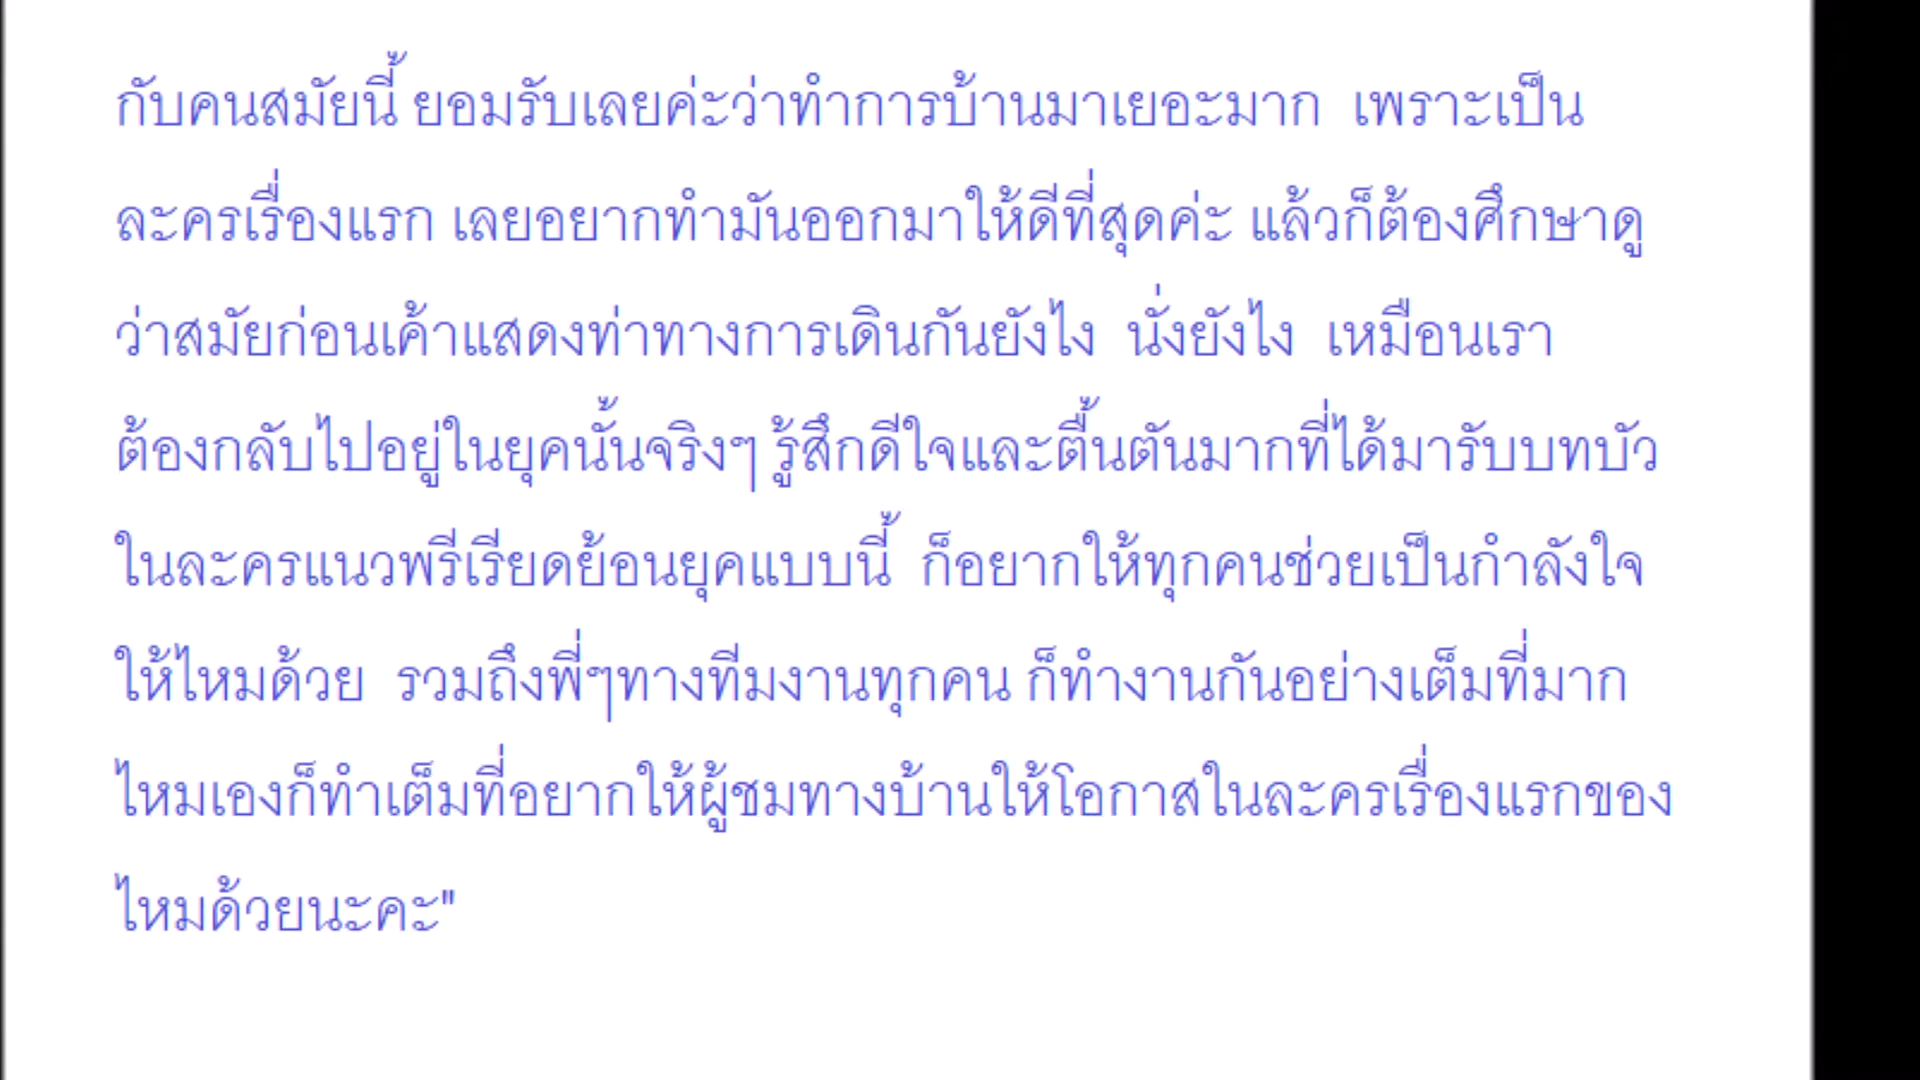 กับคนสมัยนี้ ยอมรับเลยค่ะว่าทำการบ้านมาเยอะมาก  เพราะเป็น
ละครเรื่องแรก เลยอยากทำมันออกมาให้ดีที่สุดค่ะ แล้วก็ต้องศึกษาดู
ว่าสมัยก่อนเค้าแสดงท่าทางการเดินกันยังไง  นั่งยังไง  เหมือนเรา
ต้องกลับไปอยู่ในยุคนั้นจริงๆ รู้สึกดีใจและตื้นตันมากที่ได้มารับบทบัว
ในละครแนวพรีเรียดย้อนยุคแบบนี้  ก็อยากให้ทุกคนช่วยเป็นกำลังใจ
ให้ไหมด้วย  รวมถึงพี่ๆทางทีมงานทุกคน ก็ทำงานกันอย่างเต็มที่มาก
ไหมเองก็ทำเต็มที่อยากให้ผู้ชมทางบ้านให้โอกาสในละครเรื่องแรกของ
ไหมด้วยนะคะ"